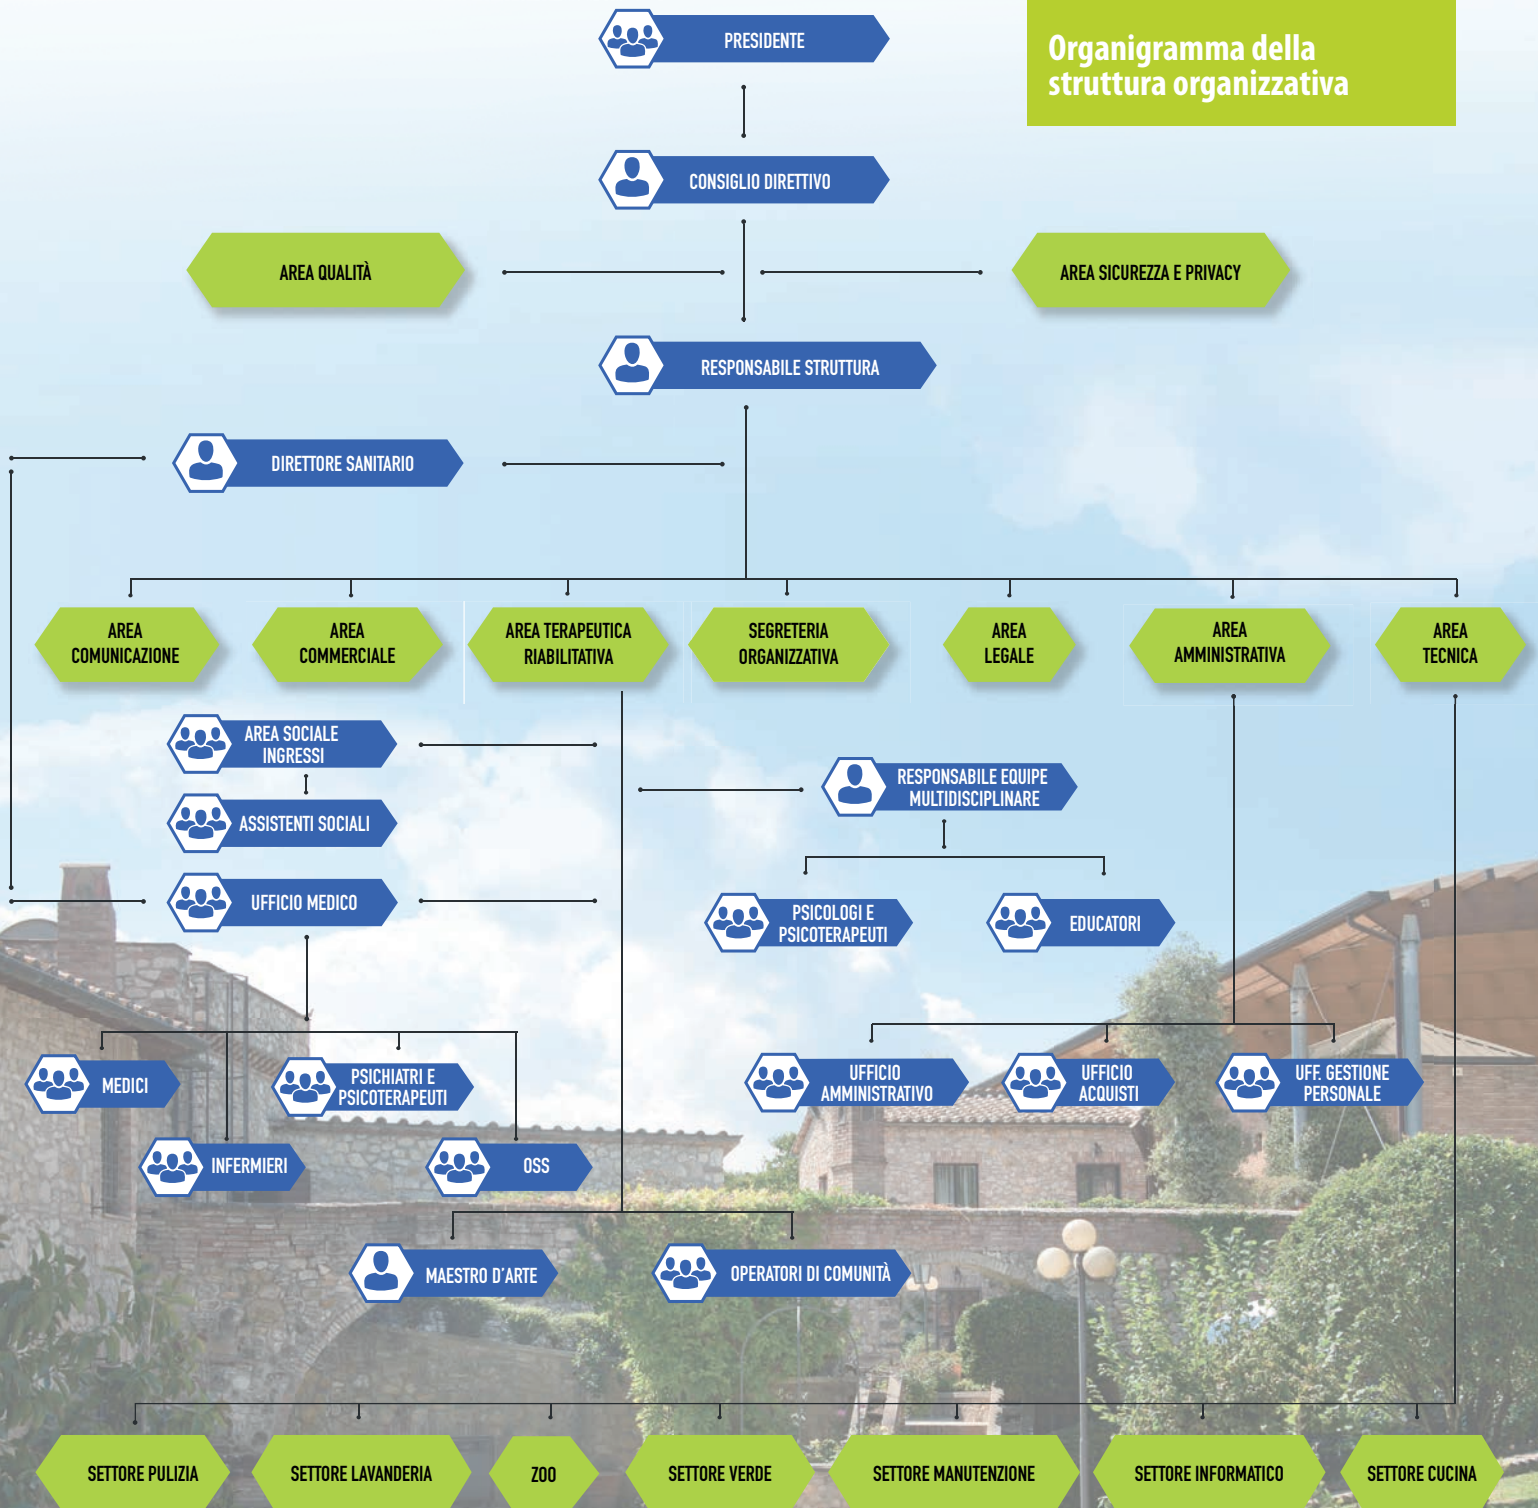 PRESIDENTE
Organigramma della
struttura organizzativa
CONSIGLIO DIRETTIVO
AREA QUALITÀ
AREA SICUREZZA E PRIVACY
RESPONSABILE STRUTTURA
DIRETTORE SANITARIO
AREA
COMUNICAZIONE
AREA
COMMERCIALE
AREA TERAPEUTICA
RIABILITATIVA
SEGRETERIA
ORGANIZZATIVA
AREA
LEGALE
AREA
AMMINISTRATIVA
AREA
TECNICA
AREA SOCIALE
INGRESSI
RESPONSABILE EQUIPE
MULTIDISCIPLINARE
ASSISTENTI SOCIALI
UFFICIO MEDICO
PSICOLOGI E
PSICOTERAPEUTI
EDUCATORI
MEDICI
PSICHIATRI E
PSICOTERAPEUTI
UFFICIO
AMMINISTRATIVO
UFFICIO
ACQUISTI
UFF. GESTIONE
PERSONALE
INFERMIERI
OSS
MAESTRO D'ARTE
OPERATORI DI COMUNITÀ
SETTORE PULIZIA
SETTORE LAVANDERIA
ZOO
SETTORE VERDE
SETTORE MANUTENZIONE
SETTORE INFORMATICO
SETTORE CUCINA